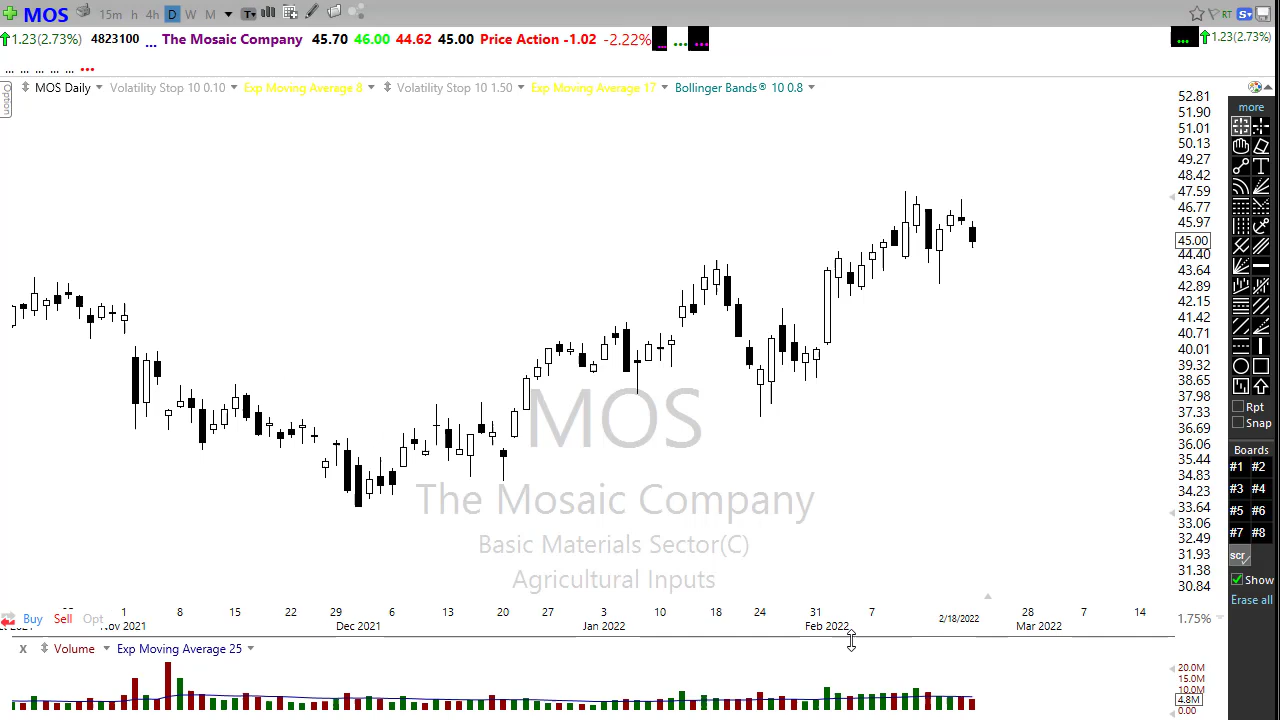 MOS 15m h 4h D W M T RT S
1.23(2.73%) 4823100 ... The Mosaic Company 45.70 46.00 44.62 45.00 Price Action -1.02 -2.22% ... ... ... ... 1.23(2.73%)
... ... ... ... ... ...
Option
MOS Daily Volatility Stop 10 0.10 Exp Moving Average 8 Volatility Stop 10 1.50 Exp Moving Average 17 Bollinger Bands® 10 0.8
52.81
51.90
51.01
50.13
49.27
48.42
47.59
46.77
45.97
45.00
44.40
43.64
42.89
42.15
41.42
40.71
40.01
39.32
38.65
37.98
37.33
36.69
36.06
35.44
34.83
34.23
33.64
33.06
32.49
31.93
31.38
30.84
more
Rpt
Snap
Boards
#1 #2
#3 #4
#5 #6
#7 #8
scr
Show
Erase all
MOS
The Mosaic Company
Basic Materials Sector(C)
Agricultural Inputs
1 8 15 22 29 6 13 20 27 3 10 18 24 31 7 2/18/2022 28 7 14
Buy Sell Opt 1.75%
2021 Nov 2021 Dec 2021 Jan 2022 Feb 2022 Mar 2022
X Volume Exp Moving Average 25
20.0M
15.0M
10.0M
4.8M
0.00